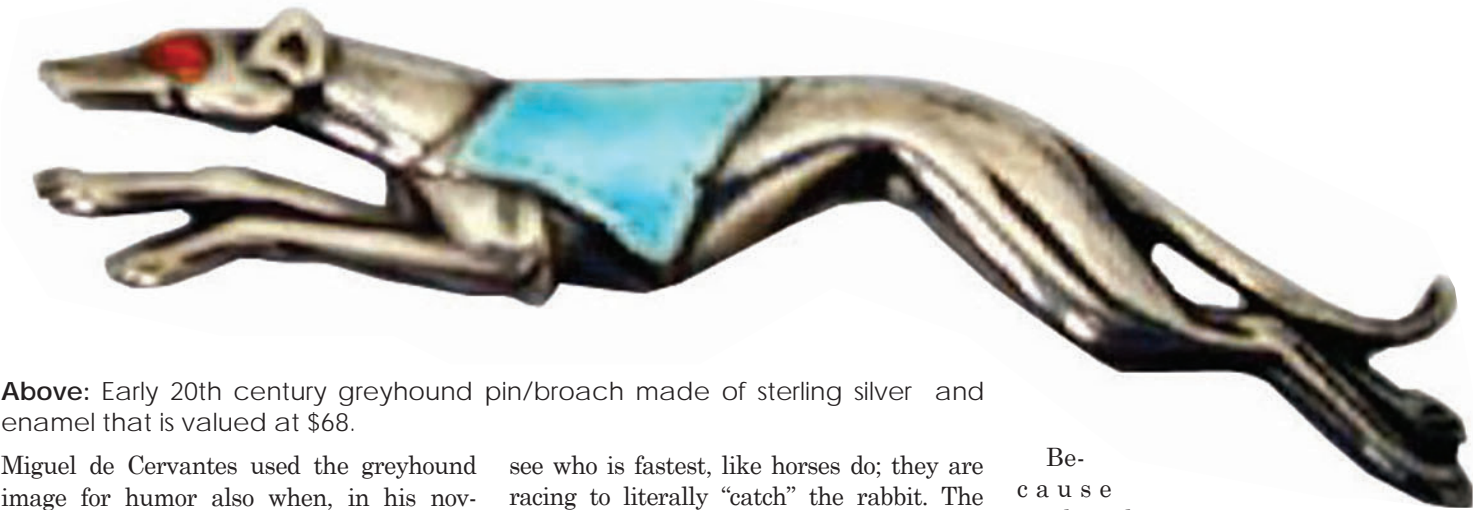 Above: Early 20th century greyhound pin/broach made of sterling silver and
enamel that is valued at $68.
Miguel de Cervantes used the greyhound
image for humor also when, in his nov-
see who is fastest, like horses do; they are
racing to literally “catch” the rabbit. The
Be-
cause